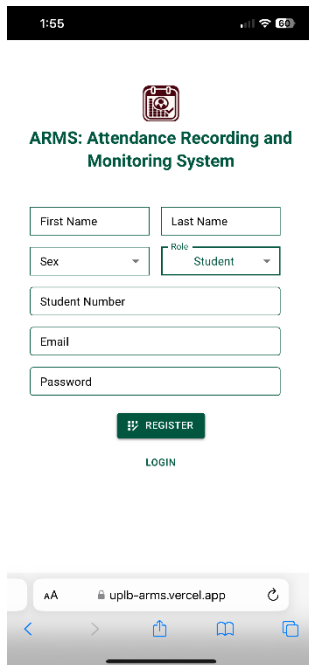 1:55
60
ARMS: Attendance Recording and
Monitoring System
First Name
Last Name
Sex
Role
Student
Student Number
Email
Password
REGISTER
LOGIN
AA
uplb-arms.vercel.app